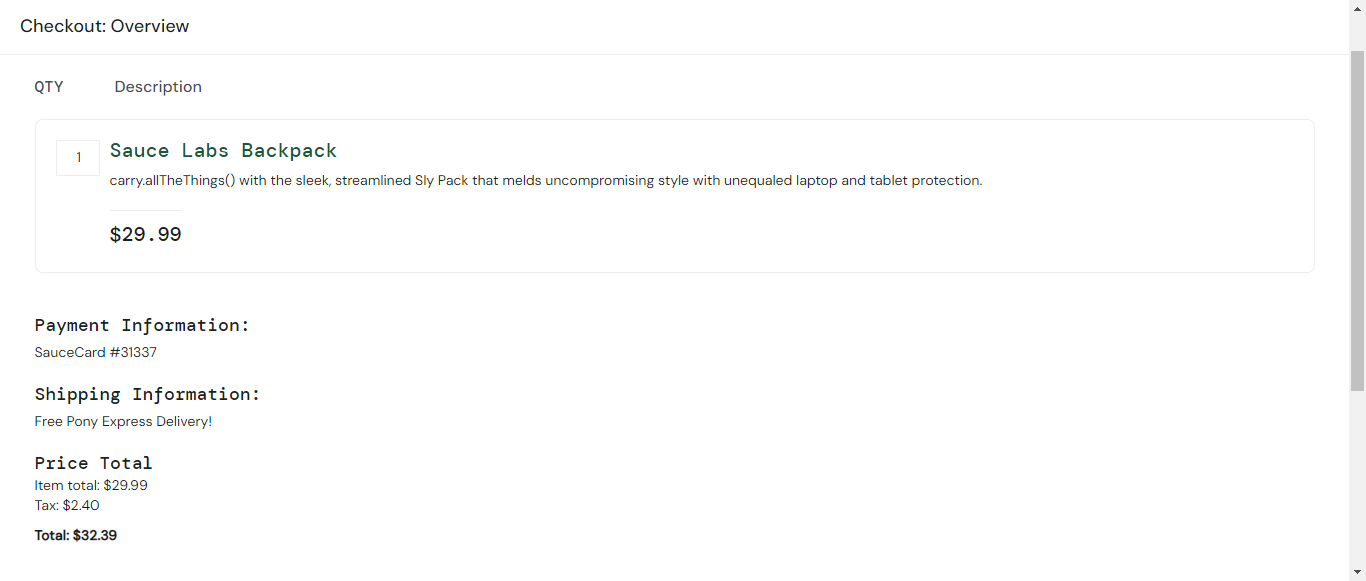 Checkout: Overview
QTY Description
1 Sauce Labs Backpack
carry.allTheThings() with the sleek, streamlined Sly Pack that melds uncompromising style with unequaled laptop and tablet protection.
$29.99
Payment Information:
SauceCard #31337
Shipping Information:
Free Pony Express Delivery!
Price Total
Item total: $29.99
Tax: $2.40
Total: $32.39